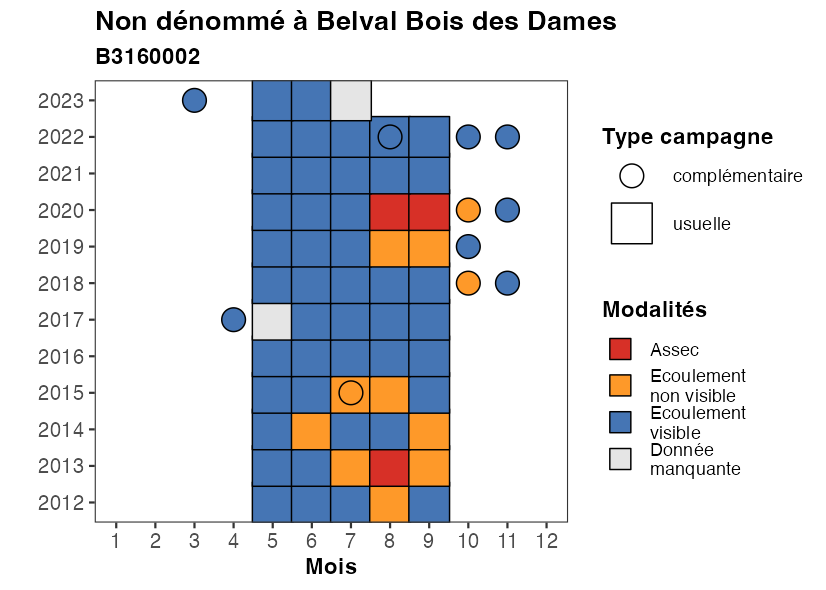 Non dénommé à Belval Bois des Dames
B3160002
2023
2022
2021
2020
2019
2018
2017
2016
2015
2014
2013
2012
1 2 3 4 5 6 7 8 9 10 11 12
Mois
Type campagne
complémentaire
usuelle
Modalités
Assec
Ecoulement
non visible
Ecoulement
visible
Donnée
manquante